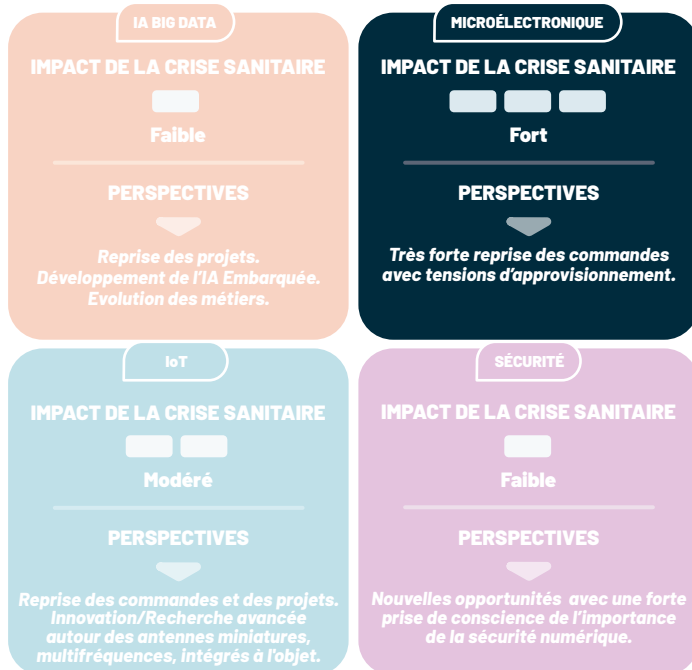 IA BIG DATA
IMPACT DE LA CRISE SANITAIRE
Faible
PERSPECTIVES
Reprise des projets.
Développement de l'IA Embarquée.
Evolution des métiers.
MICROÉLECTRONIQUE
IMPACT DE LA CRISE SANITAIRE
Fort
PERSPECTIVES
Très forte reprise des commandes
avec tensions d'approvisionnement.
IoT
IMPACT DE LA CRISE SANITAIRE
Modéré
PERSPECTIVES
Reprise des commandes et des projets.
Innovation/Recherche avancée
autour des antennes miniatures,
multifréquences, intégrés à l'objet.
SÉCURITÉ
IMPACT DE LA CRISE SANITAIRE
Faible
PERSPECTIVES
Nouvelles opportunités avec une forte
prise de conscience de l'importance
de la sécurité numérique.